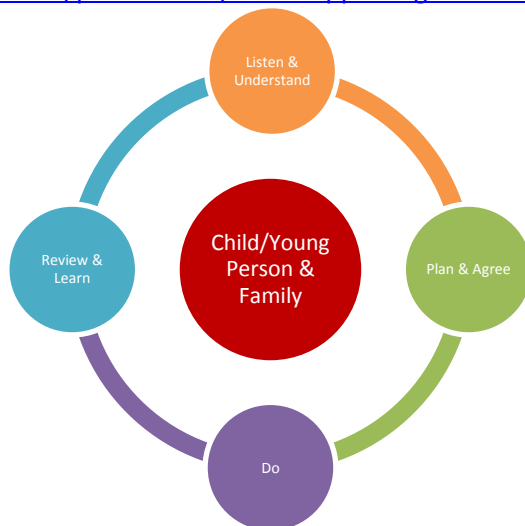 Listen &
Understand
Child/Young
Person &
Family
Review &
Learn
Plan & Agree
Do